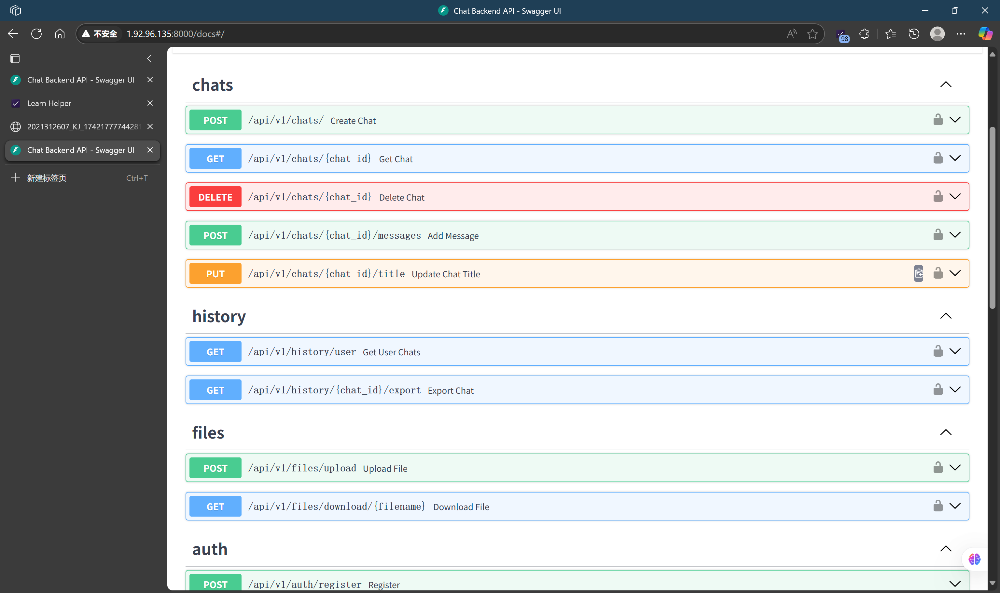 Chat Backend API - Swagger UI
不安全 1.92.96.135:8000/docs#/
98
Chat Backend API - Swagger UI
Learn Helper
2021312607_KJ_1742177774428
Chat Backend API - Swagger UI
新建标签页 Ctrl+T
chats
POST /api/v1/chats/ Create Chat
GET /api/v1/chats/{chat_id} Get Chat
DELETE /api/v1/chats/{chat_id} Delete Chat
POST /api/v1/chats/{chat_id}/messages Add Message
PUT /api/v1/chats/{chat_id}/title Update Chat Title
history
GET /api/v1/history/user Get User Chats
GET /api/v1/history/{chat_id}/export Export Chat
files
POST /api/v1/files/upload Upload File
GET /api/v1/files/download/{filename} Download File
auth
POST /api/v1/auth/register Register